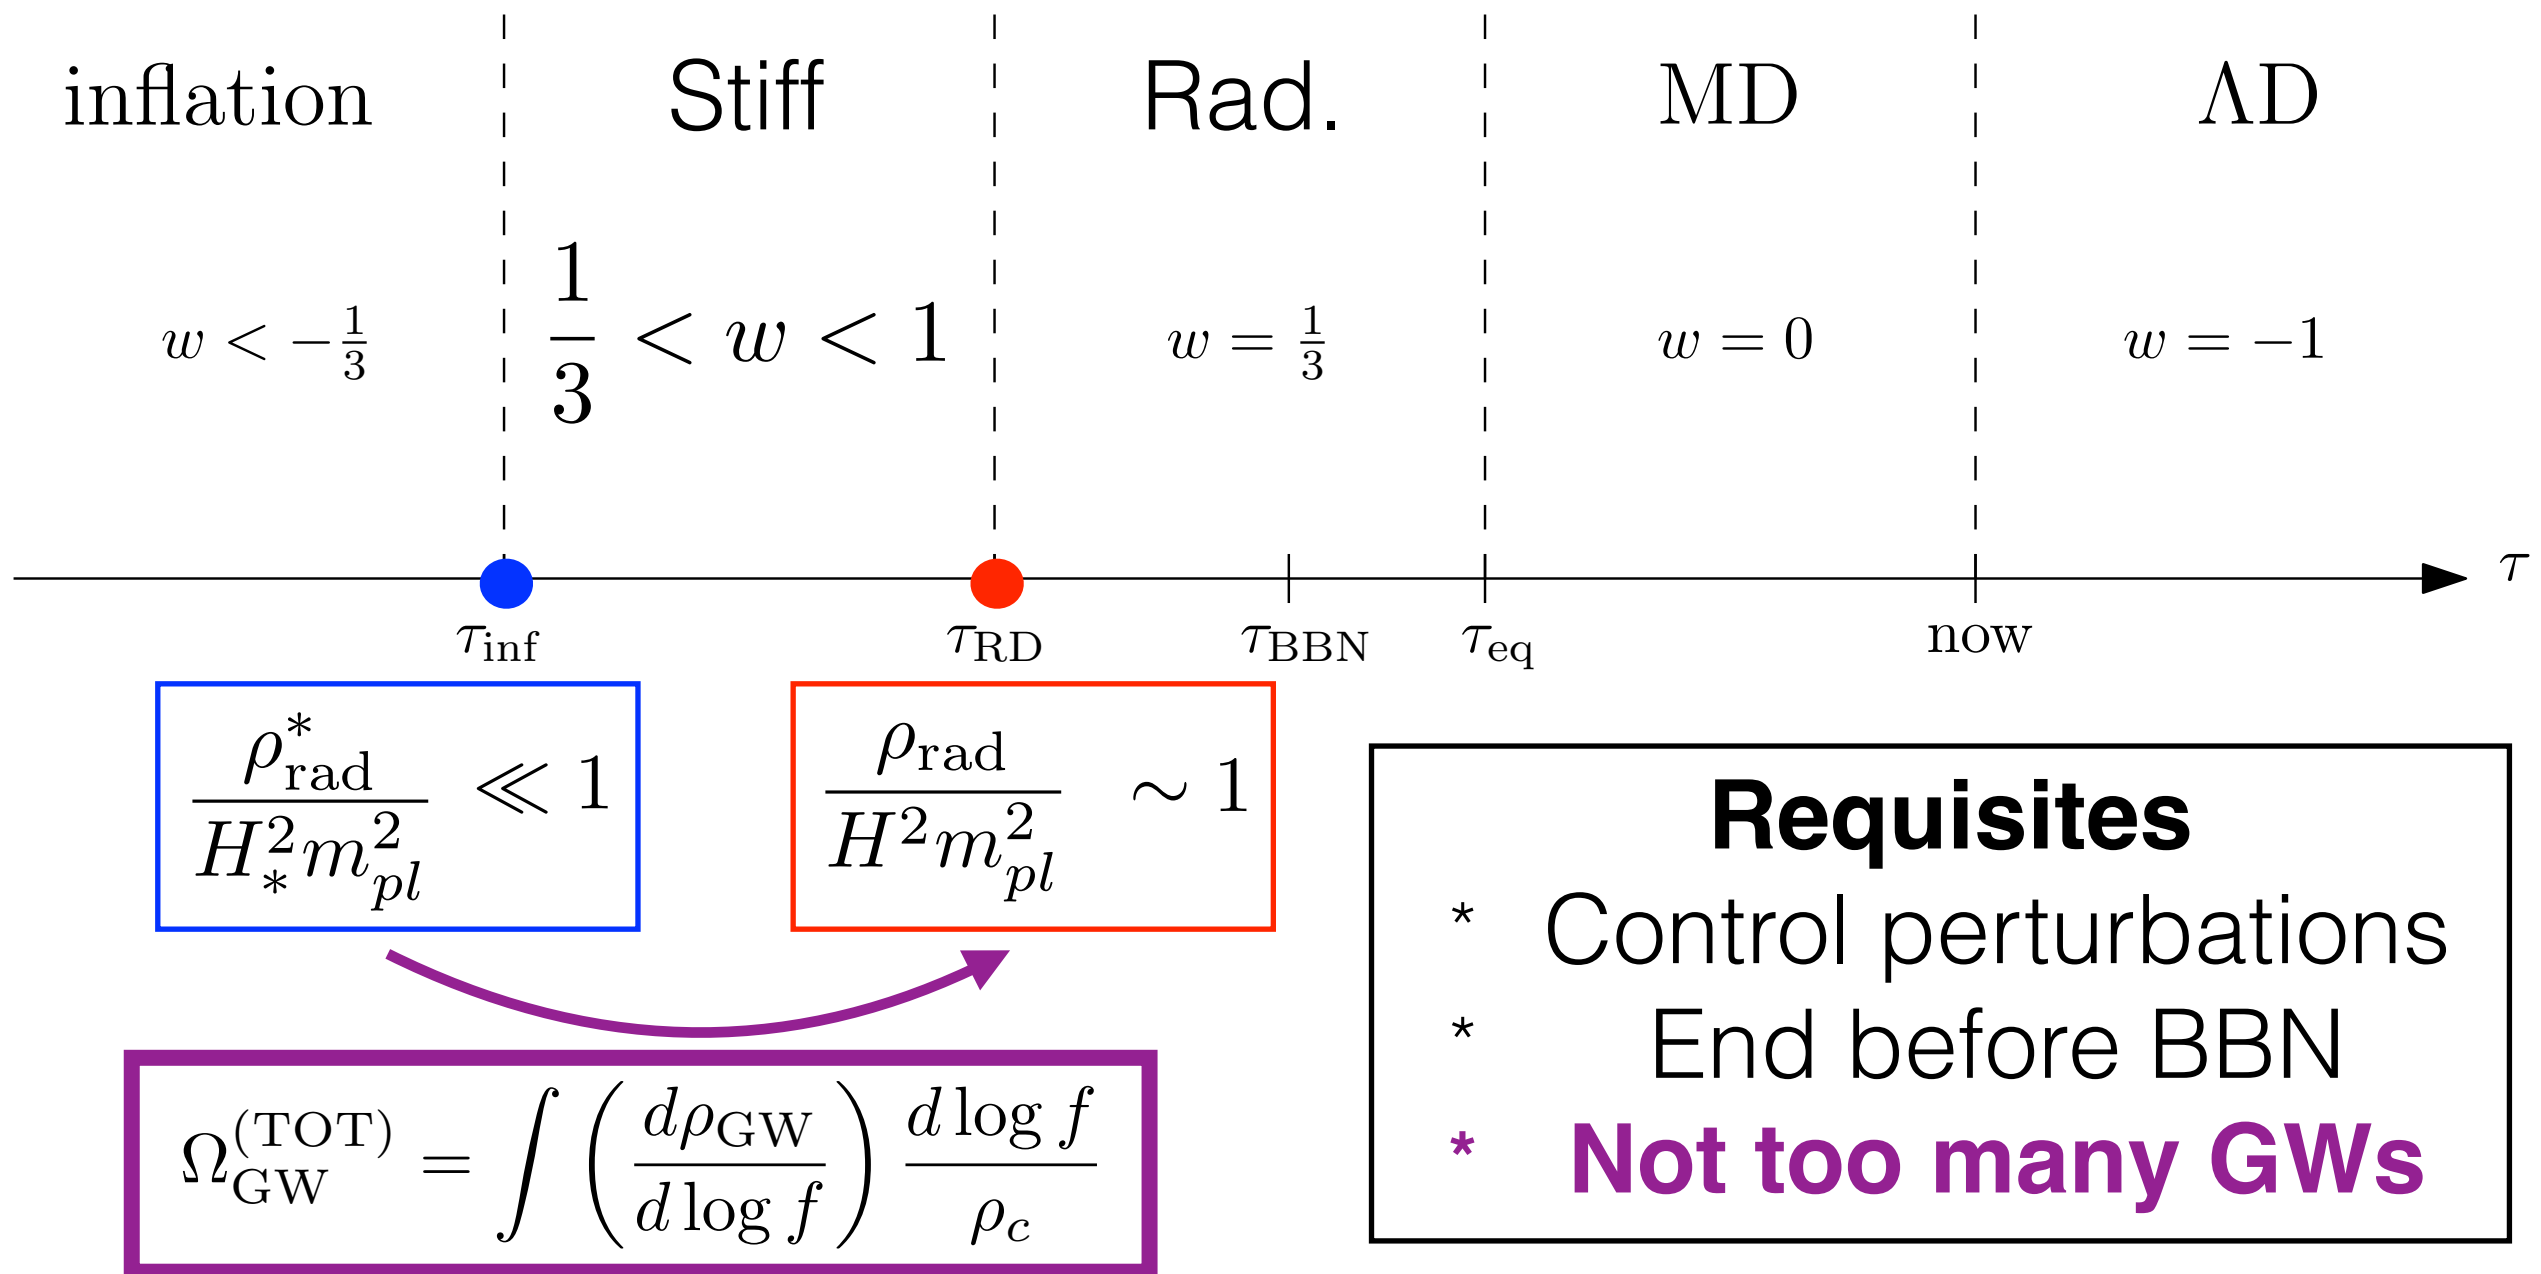 inflation Stiff Rad. MD ΛD
w < −1/3 1/3 < w < 1 w = 1/3 w = 0 w = −1
τ
τ_inf τ_RD τ_BBN τ_eq now
ρ*_rad / H²_* m²_pl ≪ 1
ρ_rad / H² m²_pl ∼ 1
Requisites
* Control perturbations
* End before BBN
* Not too many GWs
Ω_GW^(TOT) = ∫ (dρ_GW / d log f) d log f / ρ_c